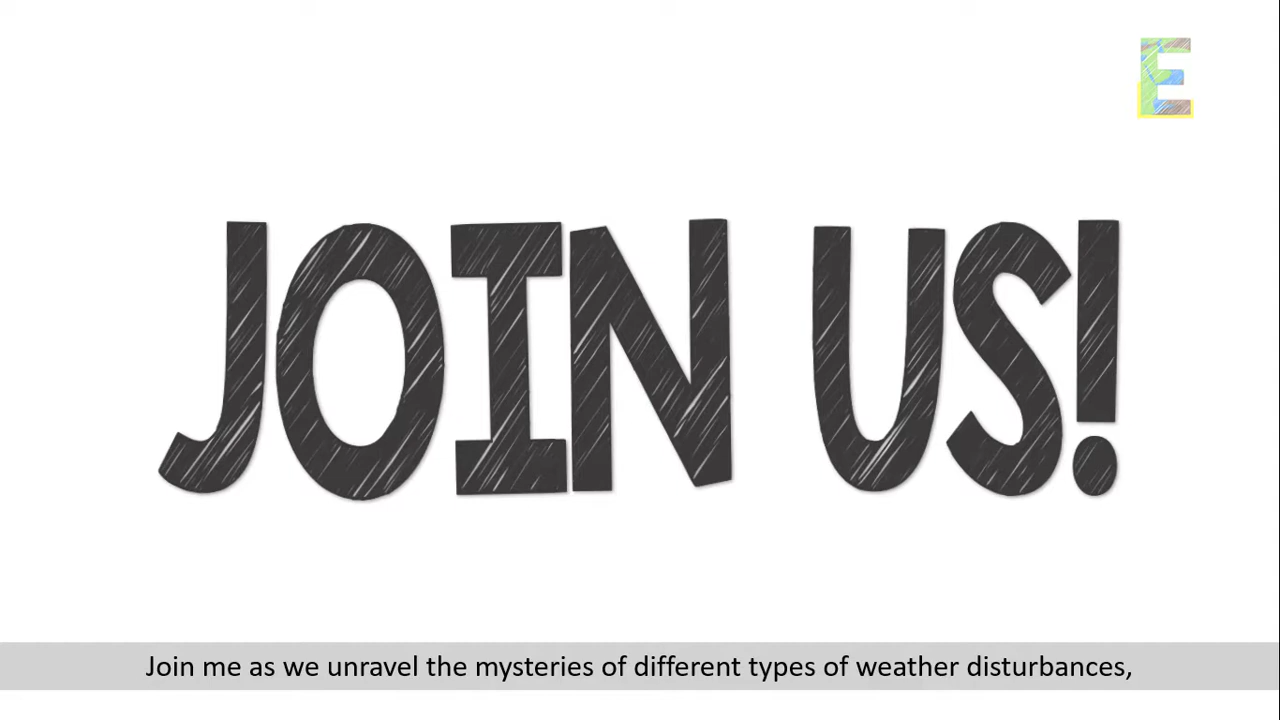 E
JOIN US!
Join me as we unravel the mysteries of different types of weather disturbances,